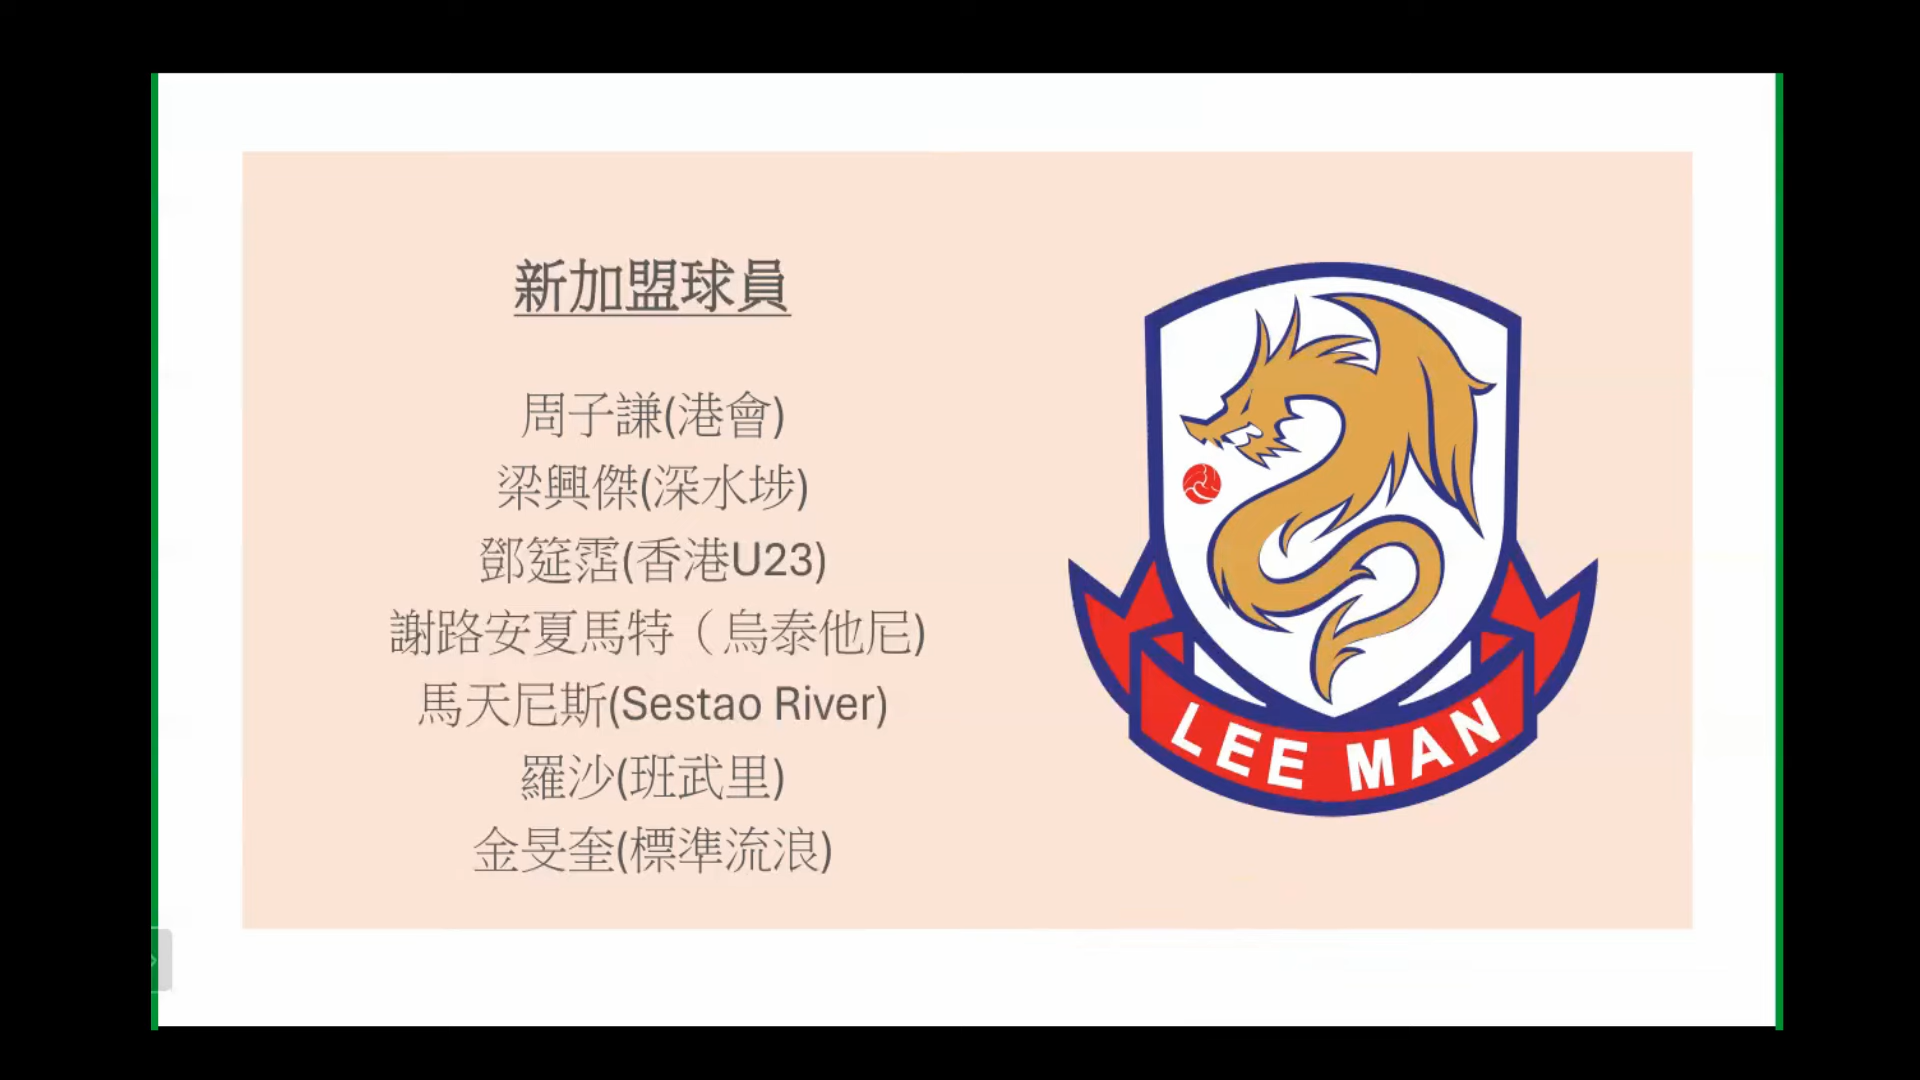 新加盟球員
周子謙(港會)
梁興傑(深水埗)
鄧筵霑(香港U23)
謝路安夏馬特（烏泰他尼)
馬天尼斯(Sestao River)
羅沙(班武里)
金旻奎(標準流浪)
LEE MAN